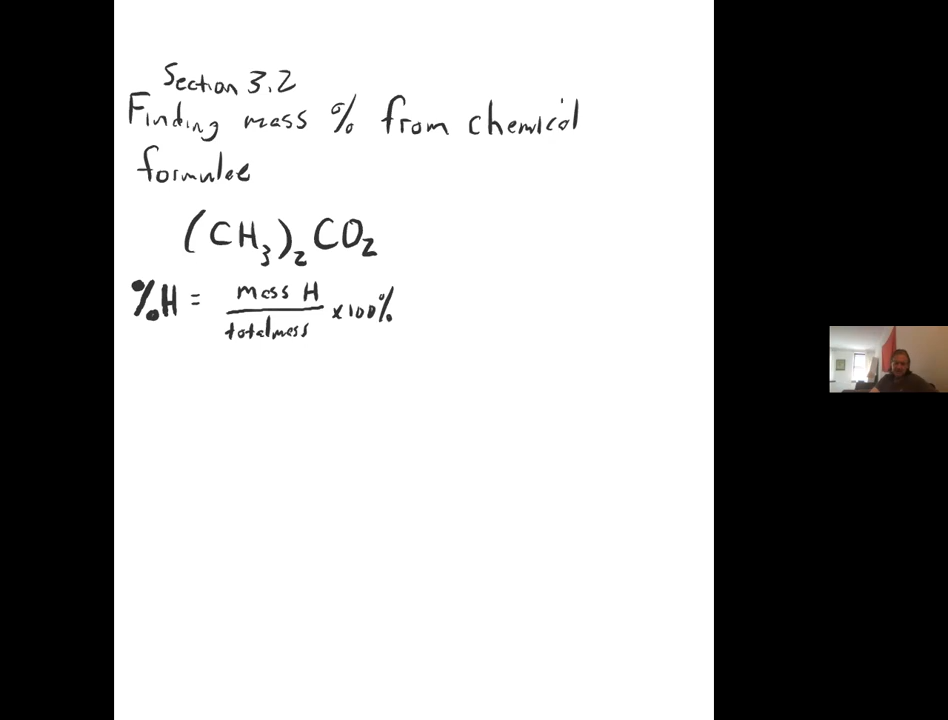 Section 3.2
Finding mass % from chemical
formulae
(CH₃)₂CO₂
%H = mass H / total mass × 100%